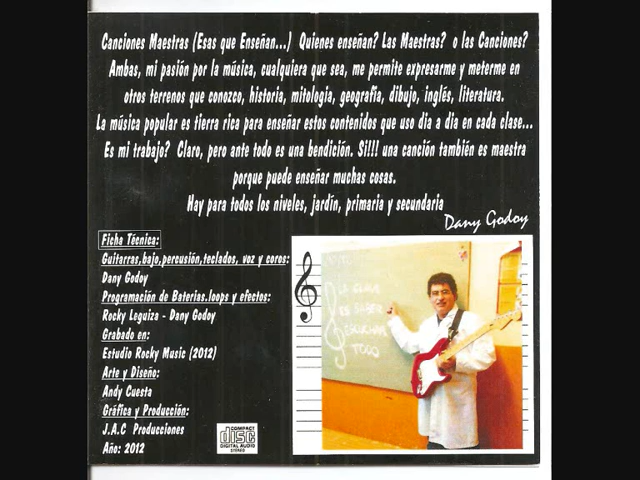 Canciones Maestras (Esas que Enseñan...) Quienes enseñan? Las Maestras? o las Canciones?
Ambas, mi pasión por la música, cualquiera que sea, me permite expresarme y meterme en
otros terrenos que conozco, historia, mitologia, geografía, dibujo, inglés, literatura.
La música popular es tierra rica para enseñar estos contenidos que uso dia a dia en cada clase...
Es mi trabajo? Claro, pero ante todo es una bendición. Si!!! una canción también es maestra
porque puede enseñar muchas cosas.
Hay para todos los niveles, jardín, primaria y secundaria
Dany Godoy
Ficha Técnica:
Guitarras,bajo,percusión,teclados, voz y coros:
Dany Godoy
Programación de Baterias.loops y efectos:
Rocky Leguiza - Dany Godoy
Grabado en:
Estudio Rocky Music (2012)
Arte y Diseño:
Andy Cuesta
Gráfica y Producción:
J.A.C Producciones
Año: 2012
COMPACT
disc
DIGITAL AUDIO
STEREO
LA CLAVE
ES SABER
ESCUCHAR
TODO